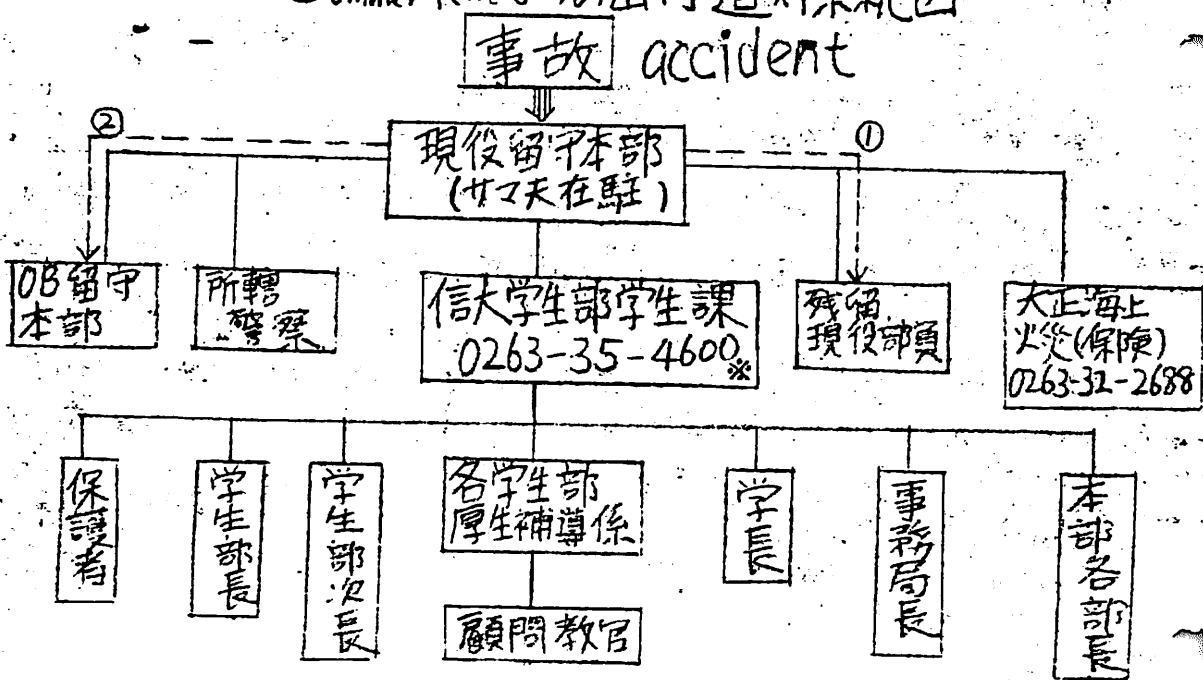 事故 accident
② ①
現役留守本部
(サマ天在駐)
OB留守
本部
所轄
警察
信大学生部学生課
0263-35-4600※
残留
現役部員
大正海上
火災(保険)
0263-32-2688
保護者
学生部長
学生部次長
各学生部
厚生補導係
学長
事務局長
本部各部長
顧問教官